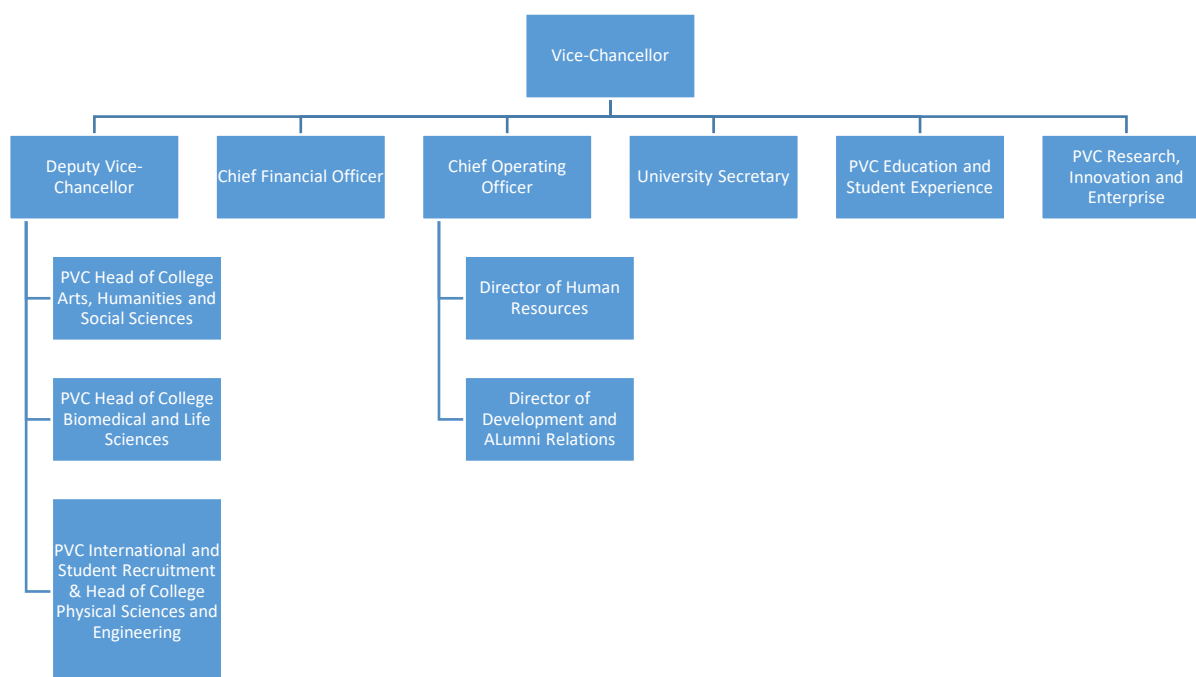 Vice-Chancellor
Deputy Vice-
Chancellor
Chief Financial Officer
Chief Operating
Officer
University Secretary
PVC Education and
Student Experience
PVC Research,
Innovation and
Enterprise
PVC Head of College
Arts, Humanities and
Social Sciences
Director of Human
Resources
PVC Head of College
Biomedical and Life
Sciences
Director of
Development and
ALumni Relations
PVC International and
Student Recruitment
& Head of College
Physical Sciences and
Engineering